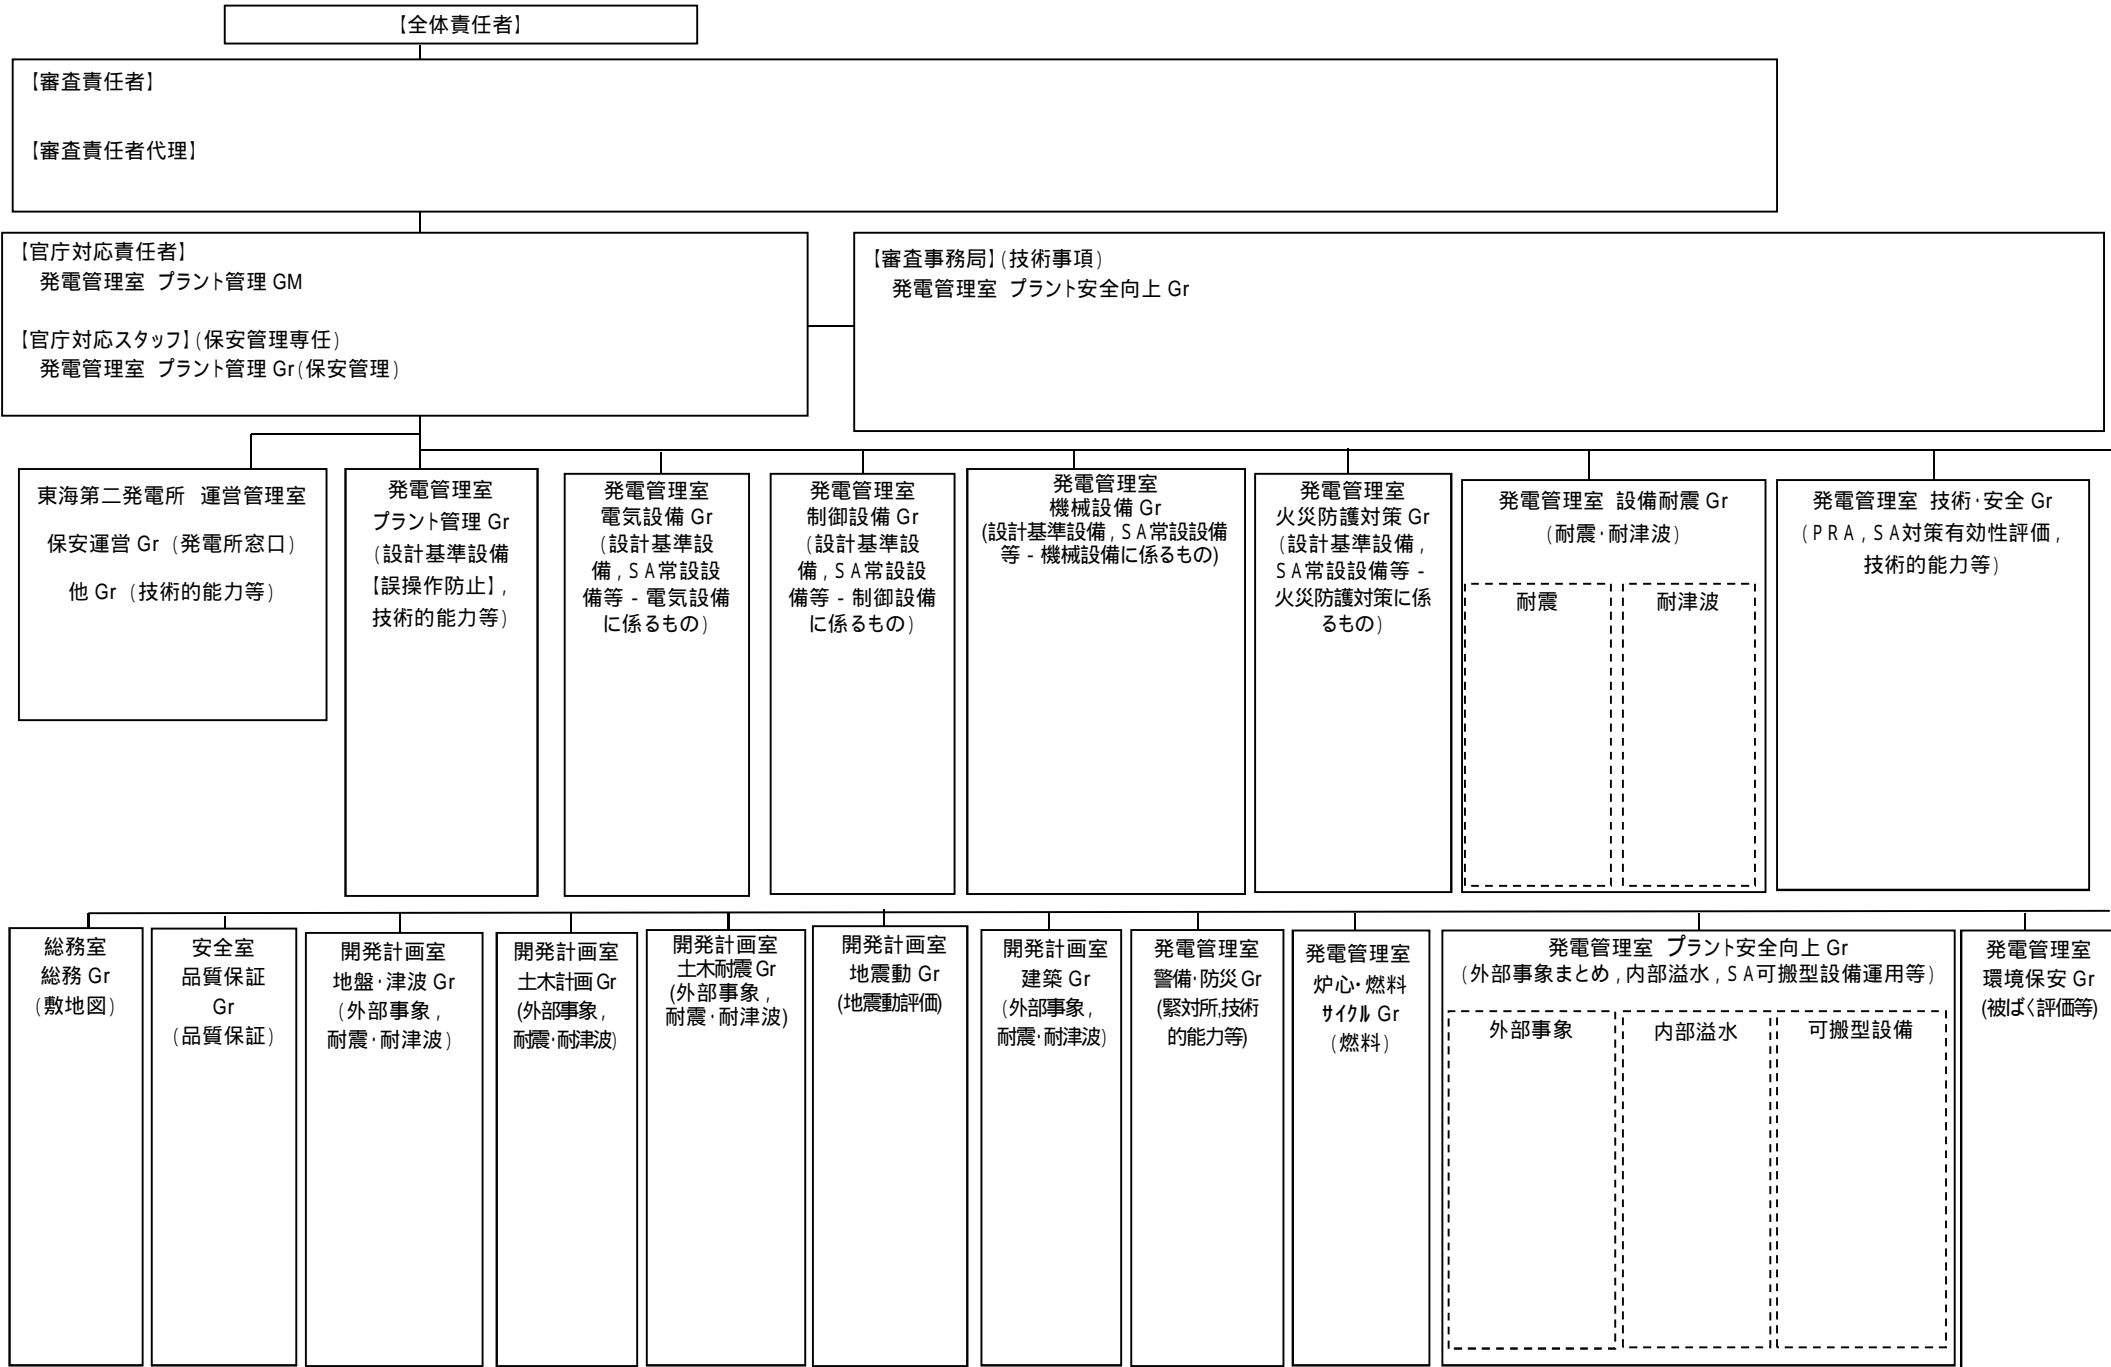 【全体責任者】
【審査責任者】
【審査責任者代理】
【官庁対応責任者】
発電管理室 プラント管理 GM
【官庁対応スタッフ】(保安管理専任)
発電管理室 プラント管理 Gr(保安管理)
【審査事務局】(技術事項)
発電管理室 プラント安全向上 Gr
東海第二発電所 運営管理室
保安運営 Gr (発電所窓口)
他 Gr (技術的能力等)
発電管理室
プラント管理 Gr
(設計基準設備
【誤操作防止】,
技術的能力等)
発電管理室
電気設備 Gr
(設計基準設
備,SA常設設
備等 - 電気設備
に係るもの)
発電管理室
制御設備 Gr
(設計基準設
備,SA常設設
備等 - 制御設備
に係るもの)
発電管理室
機械設備 Gr
(設計基準設備,SA常設設備
等 - 機械設備に係るもの)
発電管理室
火災防護対策 Gr
(設計基準設備,
SA常設設備等 -
火災防護対策に係
るもの)
発電管理室 設備耐震 Gr
(耐震・耐津波)
耐震
耐津波
発電管理室 技術・安全 Gr
(PRA,SA対策有効性評価,
技術的能力等)
総務室
総務 Gr
(敷地図)
安全室
品質保証
Gr
(品質保証)
開発計画室
地盤・津波 Gr
(外部事象,
耐震・耐津波)
開発計画室
土木計画 Gr
(外部事象,
耐震・耐津波)
開発計画室
土木耐震 Gr
(外部事象,
耐震・耐津波)
開発計画室
地震動 Gr
(地震動評価)
開発計画室
建築 Gr
(外部事象,
耐震・耐津波)
発電管理室
警備・防災 Gr
(緊対所,技術
的能力等)
発電管理室
炉心・燃料
サイクル Gr
(燃料)
発電管理室 プラント安全向上 Gr
(外部事象まとめ,内部溢水,SA可搬型設備運用等)
外部事象
内部溢水
可搬型設備
発電管理室
環境保安 Gr
(被ばく評価等)